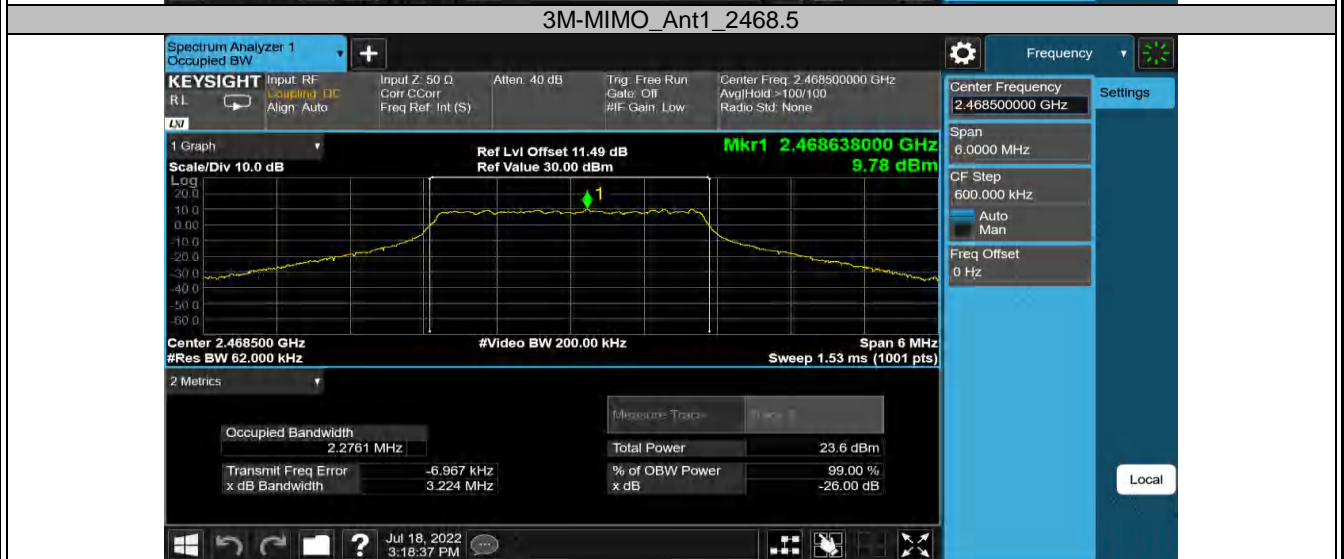 3M-MIMO_Ant1_2468.5
Spectrum Analyzer 1
Occupied BW
Frequency
KEYSIGHT Input: RF Input Z: 50 Ω Atten: 40 dB Trig: Free Run Center Freq: 2.468500000 GHz
RL Coupling: DC Corr CCorr Gate: Off Avg|Hold:>100/100
Align: Auto Freq Ref: Int (S) #IF Gain: Low Radio Std: None
LXI
Center Frequency
2.468500000 GHz
Settings
Span
6.0000 MHz
CF Step
600.000 kHz
Auto
Man
Freq Offset
0 Hz
1 Graph
Scale/Div 10.0 dB
Ref Lvl Offset 11.49 dB
Ref Value 30.00 dBm
Mkr1 2.468638000 GHz
9.78 dBm
Log
20.0
10.0
0.00
-10.0
-20.0
-30.0
-40.0
-50.0
-60.0
1
Center 2.468500 GHz #Video BW 200.00 kHz Span 6 MHz
#Res BW 62.000 kHz Sweep 1.53 ms (1001 pts)
2 Metrics
Measure Trace
Occupied Bandwidth
2.2761 MHz
Total Power 23.6 dBm
Transmit Freq Error -6.967 kHz % of OBW Power 99.00 %
x dB Bandwidth 3.224 MHz x dB -26.00 dB
Local
Jul 18, 2022
3:18:37 PM